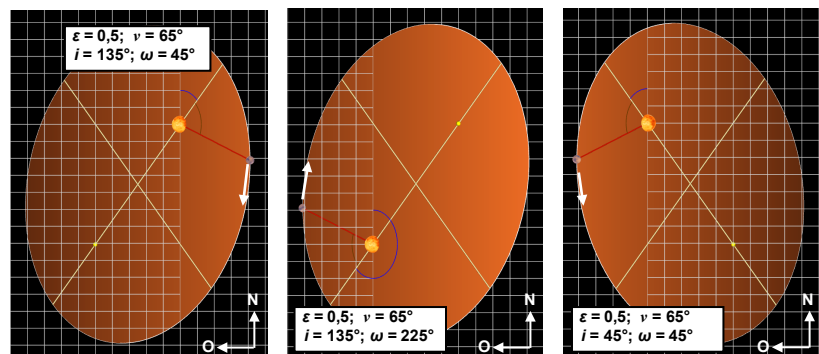 ε = 0,5; ν = 65°
i = 135°; ω = 45°
N
O
ε = 0,5; ν = 65°
i = 135°; ω = 225°
N
O
ε = 0,5; ν = 65°
i = 45°; ω = 45°
N
O